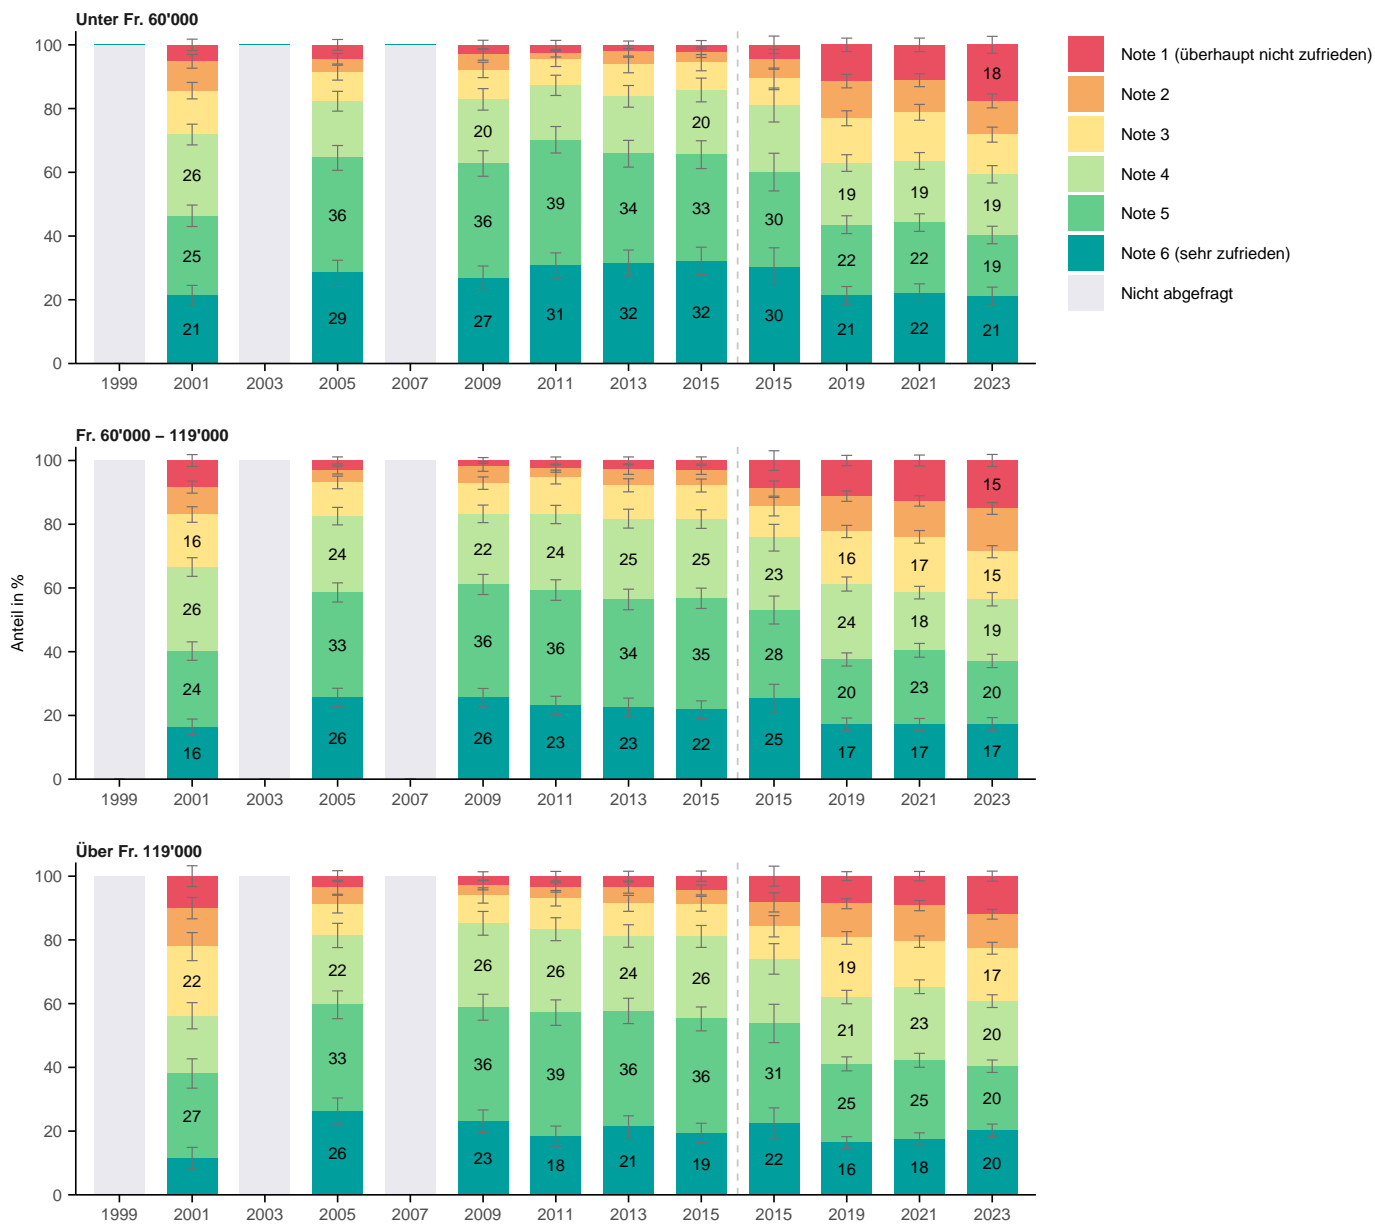 Unter Fr. 60'000
100
80
60
40
20
0
18
26 20 20
36 36 39 34 33 30 19 19 19
25 22 22 19
21 29 27 31 32 32 30 21 22 21
1999 2001 2003 2005 2007 2009 2011 2013 2015 2015 2019 2021 2023
Note 1 (überhaupt nicht zufrieden)
Note 2
Note 3
Note 4
Note 5
Note 6 (sehr zufrieden)
Nicht abgefragt
Anteil in %
Fr. 60'000 – 119'000
100
80
60
40
20
0
15
16 16 17 15
26 24 22 24 25 25 23 24 18 19
24 33 36 36 34 35 28 20 23 20
16 26 26 23 23 22 25 17 17 17
1999 2001 2003 2005 2007 2009 2011 2013 2015 2015 2019 2021 2023
Über Fr. 119'000
100
80
60
40
20
0
22 19 17
22 26 26 24 26 21 23 20
27 33 36 39 36 36 31 25 25 20
26 23 18 21 19 22 16 18 20
1999 2001 2003 2005 2007 2009 2011 2013 2015 2015 2019 2021 2023